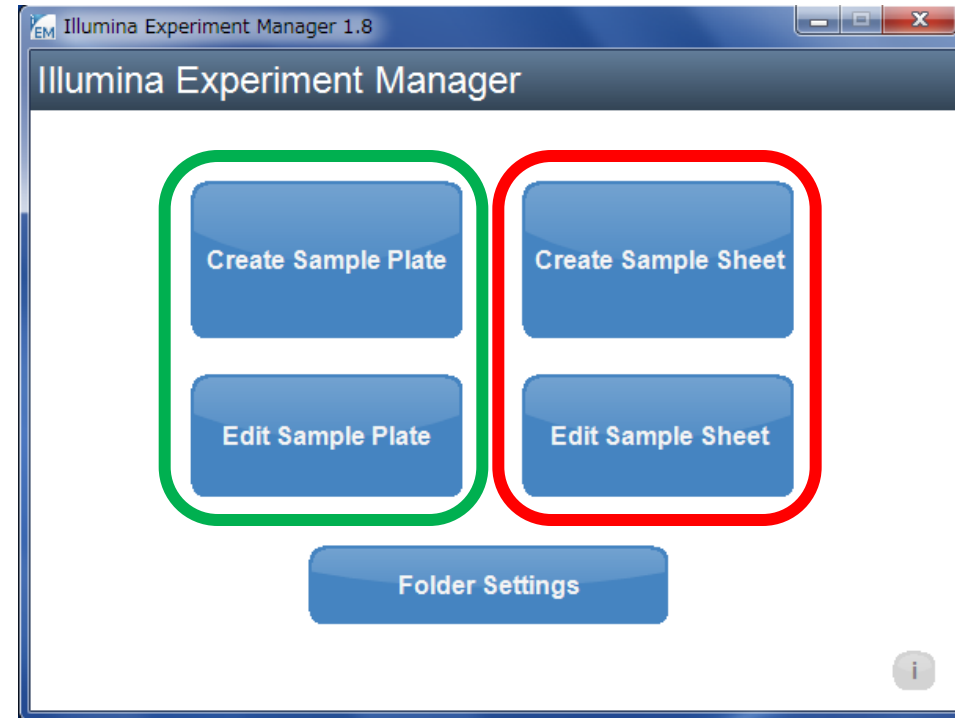 EM Illumina Experiment Manager 1.8
Illumina Experiment Manager
Create Sample Plate
Create Sample Sheet
Edit Sample Plate
Edit Sample Sheet
Folder Settings
i